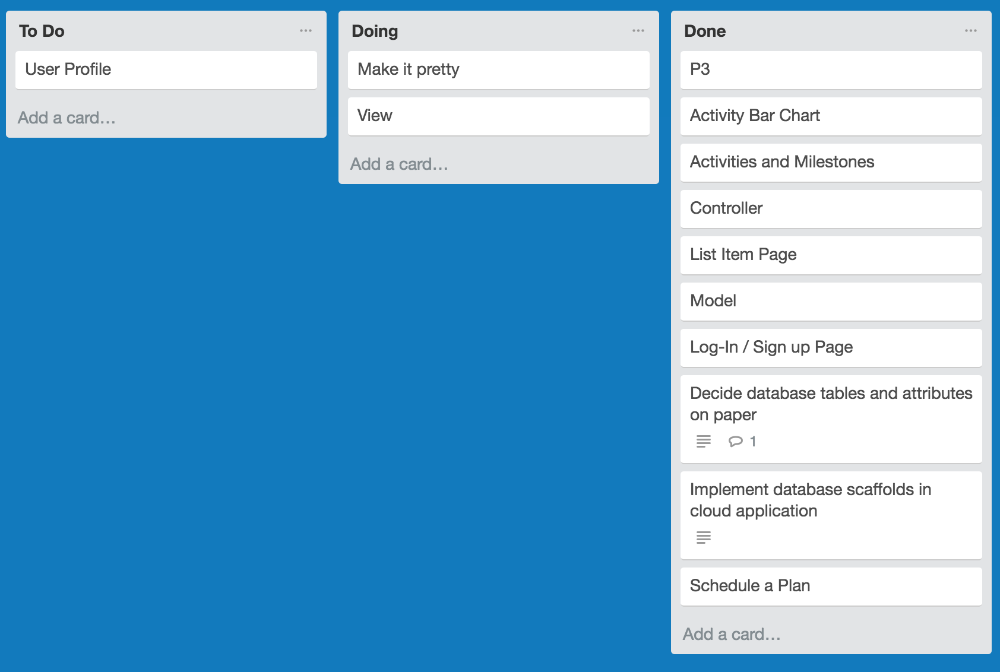 To Do
User Profile
Add a card…
Doing
Make it pretty
View
Add a card…
Done
P3
Activity Bar Chart
Activities and Milestones
Controller
List Item Page
Model
Log-In / Sign up Page
Decide database tables and attributes
on paper
1
Implement database scaffolds in
cloud application
Schedule a Plan
Add a card…